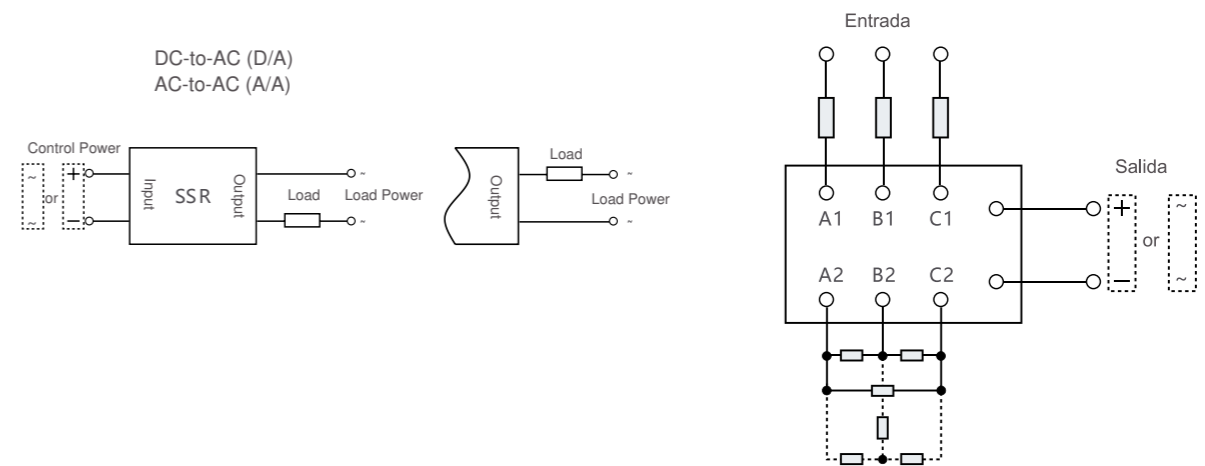 DC-to-AC (D/A)
AC-to-AC (A/A)
Control Power
~ or + −
~
Input
SSR
Output
Load
~
Load Power
~
Output
Load
~
Load Power
~
Entrada
A1 B1 C1
A2 B2 C2
Salida
+ ~
or
− ~